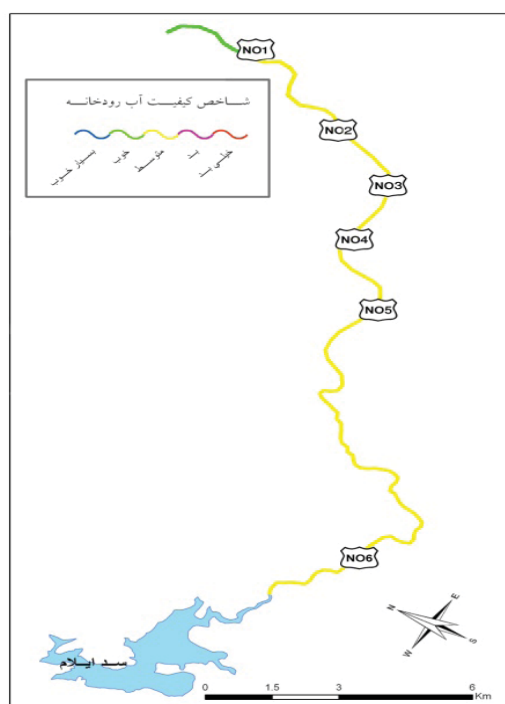 NO1
شاخص کیفیت آب رودخانه
خیلی بد
بد
متوسط
خوب
بسیار خوب
NO2
NO3
NO4
NO5
NO6
سد ایلام
N
E
W
S
0 1.5 3 6
Km